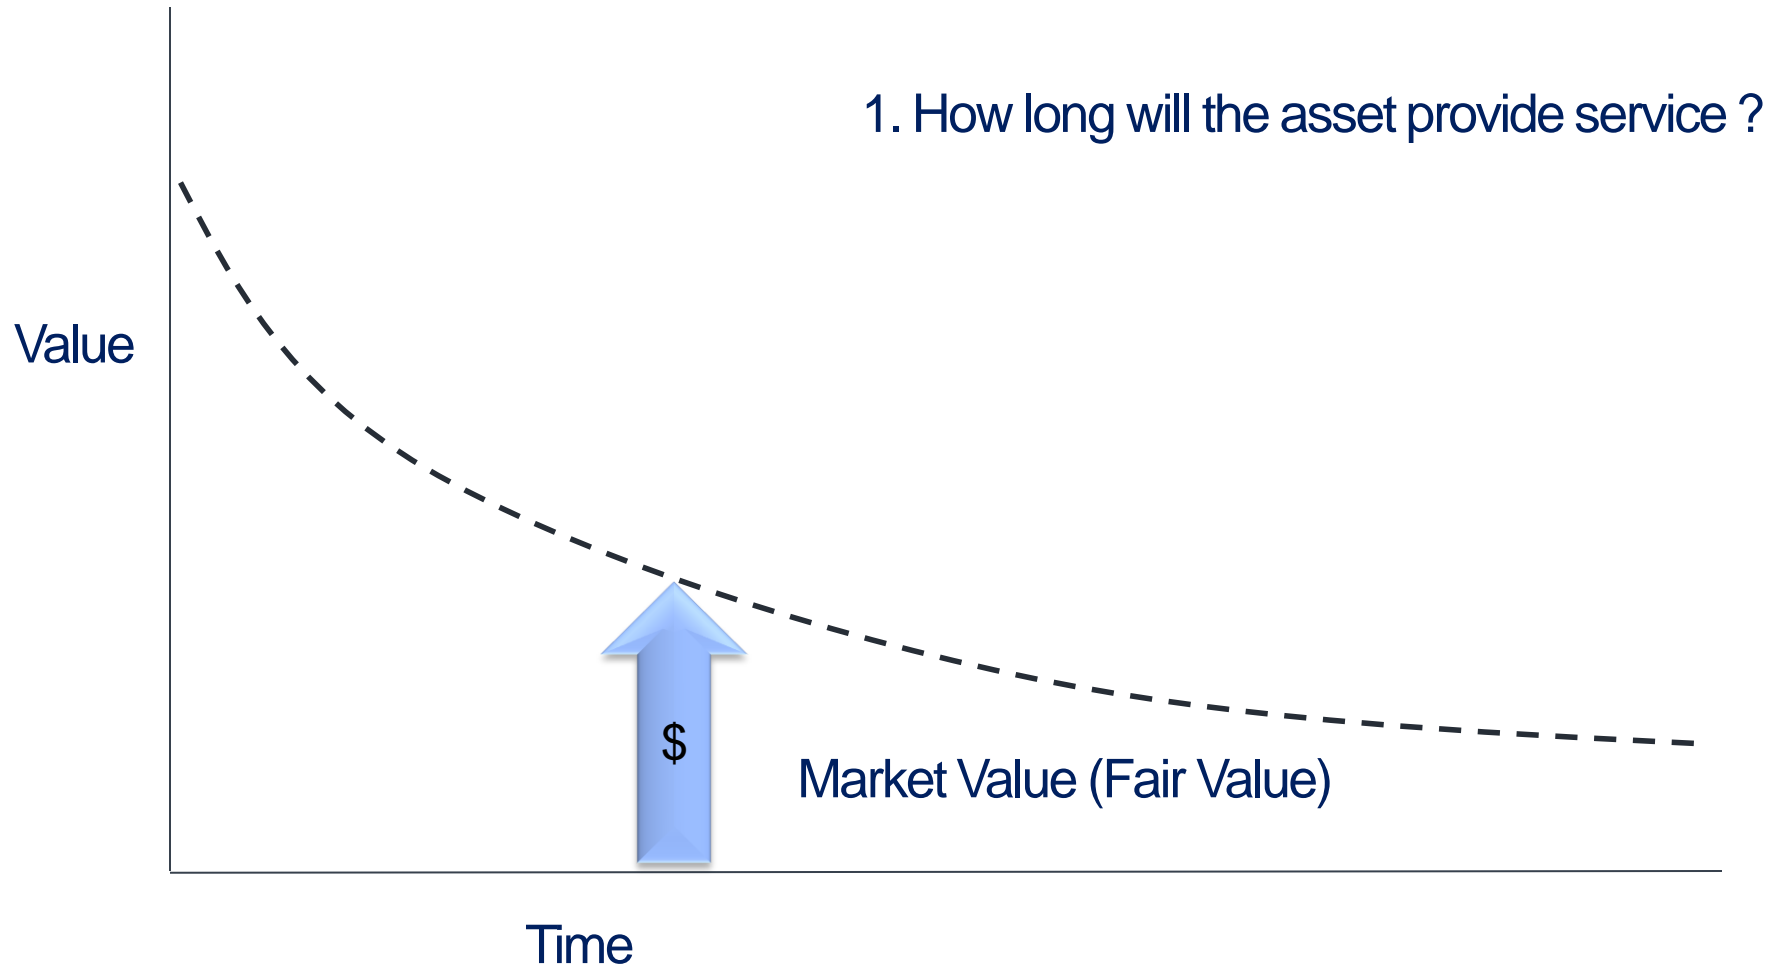 1. How long will the asset provide service ?
Value
$
Market Value (Fair Value)
Time